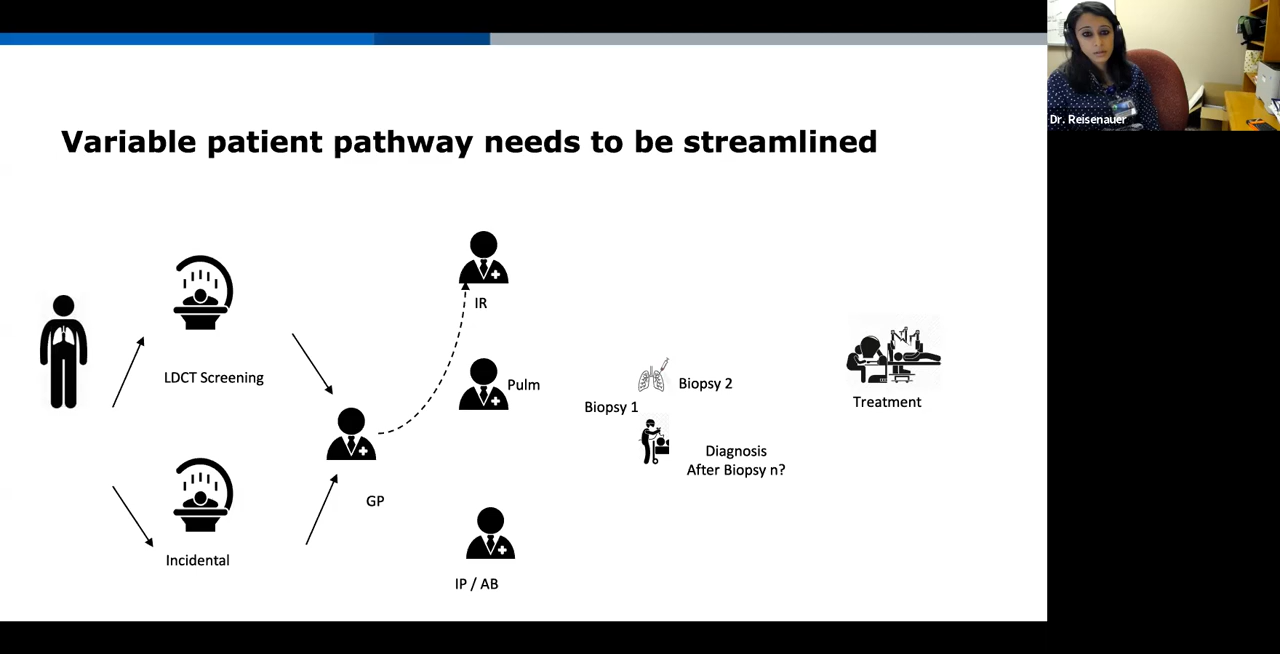 Dr. Reisenauer
Variable patient pathway needs to be streamlined
IR
LDCT Screening
Pulm
Biopsy 2
Biopsy 1
Treatment
Diagnosis
After Biopsy n?
GP
Incidental
IP / AB